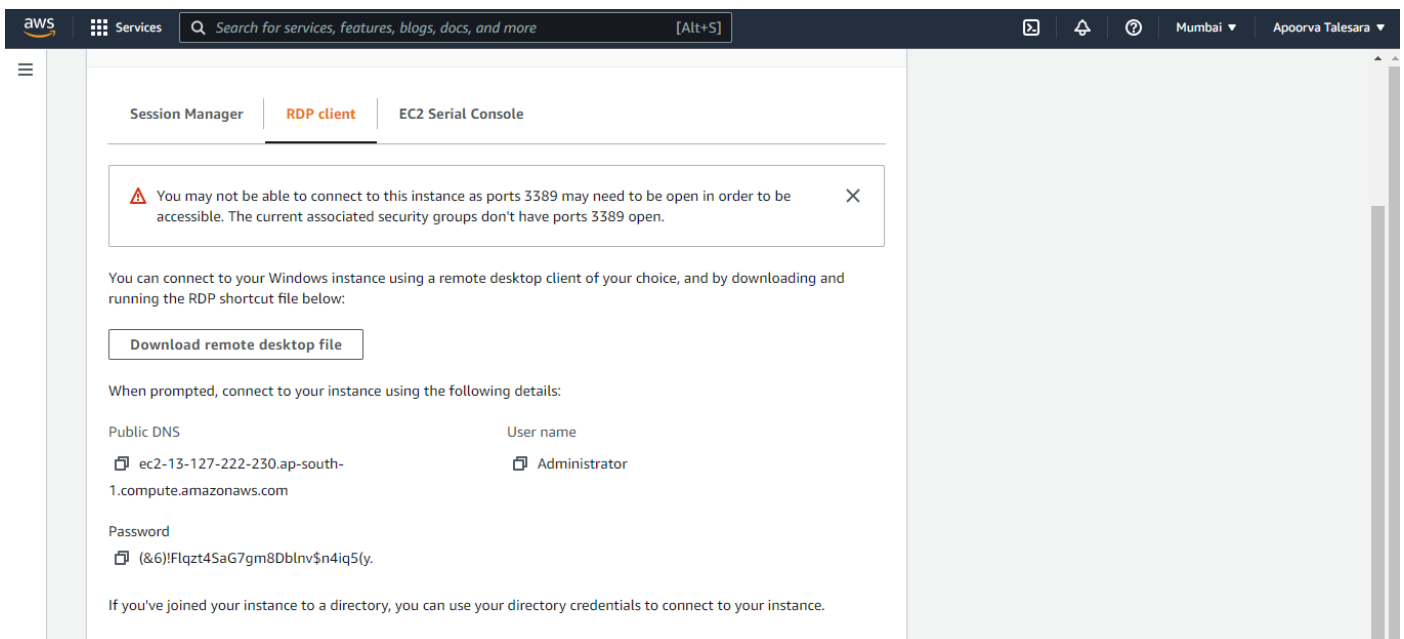 aws
Services
Search for services, features, blogs, docs, and more
[Alt+S]
Mumbai
Apoorva Talesara
Session Manager
RDP client
EC2 Serial Console
You may not be able to connect to this instance as ports 3389 may need to be open in order to be
accessible. The current associated security groups don't have ports 3389 open.
You can connect to your Windows instance using a remote desktop client of your choice, and by downloading and
running the RDP shortcut file below:
Download remote desktop file
When prompted, connect to your instance using the following details:
Public DNS
ec2-13-127-222-230.ap-south-
1.compute.amazonaws.com
User name
Administrator
Password
(&6)!Flqzt4SaG7gm8Dblnv$n4iq5(y.
If you've joined your instance to a directory, you can use your directory credentials to connect to your instance.